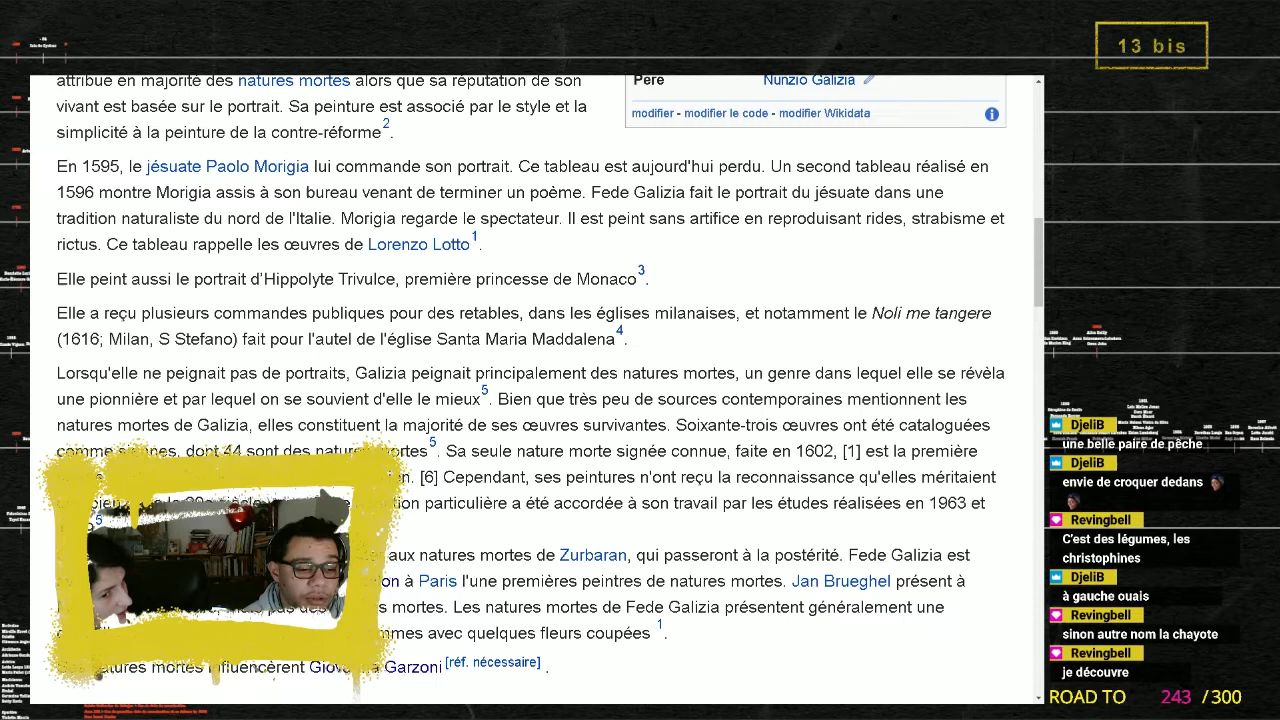 13 bis
attribue en majorité des natures mortes alors que sa réputation de son
vivant est basée sur le portrait. Sa peinture est associé par le style et la
simplicité à la peinture de la contre-réforme2.
Père Nunzio Galizia
modifier - modifier le code - modifier Wikidata
En 1595, le jésuate Paolo Morigia lui commande son portrait. Ce tableau est aujourd'hui perdu. Un second tableau réalisé en
1596 montre Morigia assis à son bureau venant de terminer un poème. Fede Galizia fait le portrait du jésuate dans une
tradition naturaliste du nord de l'Italie. Morigia regarde le spectateur. Il est peint sans artifice en reproduisant rides, strabisme et
rictus. Ce tableau rappelle les œuvres de Lorenzo Lotto1.
Elle peint aussi le portrait d'Hippolyte Trivulce, première princesse de Monaco3.
Elle a reçu plusieurs commandes publiques pour des retables, dans les églises milanaises, et notamment le Noli me tangere
(1616; Milan, S Stefano) fait pour l'autel de l'église Santa Maria Maddalena4.
Lorsqu'elle ne peignait pas de portraits, Galizia peignait principalement des natures mortes, un genre dans lequel elle se révèla
une pionnière et par lequel on se souvient d'elle le mieux5. Bien que très peu de sources contemporaines mentionnent les
natures mortes de Galizia, elles constituent la majorité de ses œuvres survivantes. Soixante-trois œuvres ont été cataloguées
comme siennes, dont 44 sont des natures mortes5. Sa seule nature morte signée connue, faite en 1602, [1] est la première
n. [6] Cependant, ses peintures n'ont reçu la reconnaissance qu'elles méritaient
particulière a été accordée à son travail par les études réalisées en 1963 et
5
aux natures mortes de Zurbaran, qui passeront à la postérité. Fede Galizia est
à Paris l'une premières peintres de natures mortes. Jan Brueghel présent à
mortes. Les natures mortes de Fede Galizia présentent généralement une
avec quelques fleurs coupées 1.
natures mortes influencèrent Giovanna Garzoni[réf. nécessaire] .
DjeliB
une belle paire de pêche
DjeliB
envie de croquer dedans
Revingbell
C'est des légumes, les
christophines
DjeliB
à gauche ouais
Revingbell
sinon autre nom la chayote
Revingbell
je découvre
ROAD TO 243 / 300